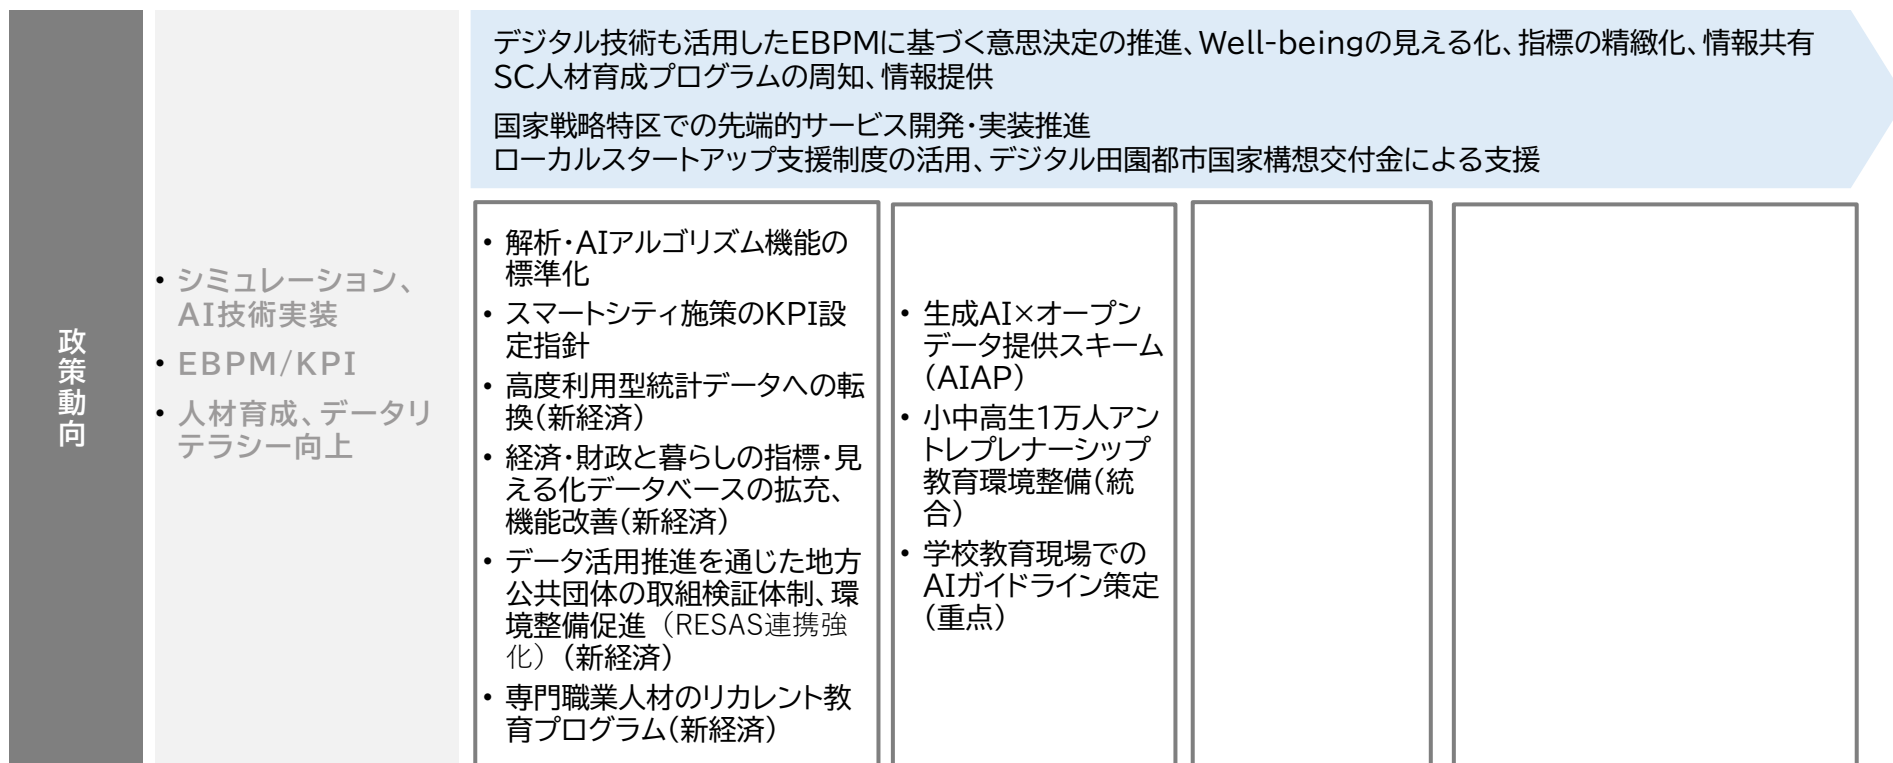 デジタル技術も活用したEBPMに基づく意思決定の推進、Well-beingの見える化、指標の精緻化、情報共有
SC人材育成プログラムの周知、情報提供
国家戦略特区での先端的サービス開発・実装推進
ローカルスタートアップ支援制度の活用、デジタル田園都市国家構想交付金による支援
政策動向
• シミュレーション、
AI技術実装
• EBPM/KPI
• 人材育成、データリ
テラシー向上
• 解析・AIアルゴリズム機能の
標準化
• スマートシティ施策のKPI設
定指針
• 高度利用型統計データへの転
換(新経済)
• 経済・財政と暮らしの指標・見
える化データベースの拡充、
機能改善(新経済)
• データ活用推進を通じた地方
公共団体の取組検証体制、環
境整備促進（RESAS連携強
化）(新経済)
• 専門職業人材のリカレント教
育プログラム(新経済)
• 生成AI×オープン
データ提供スキーム
(AIAP)
• 小中高生1万人アン
トレプレナーシップ
教育環境整備(統
合)
• 学校教育現場での
AIガイドライン策定
(重点)